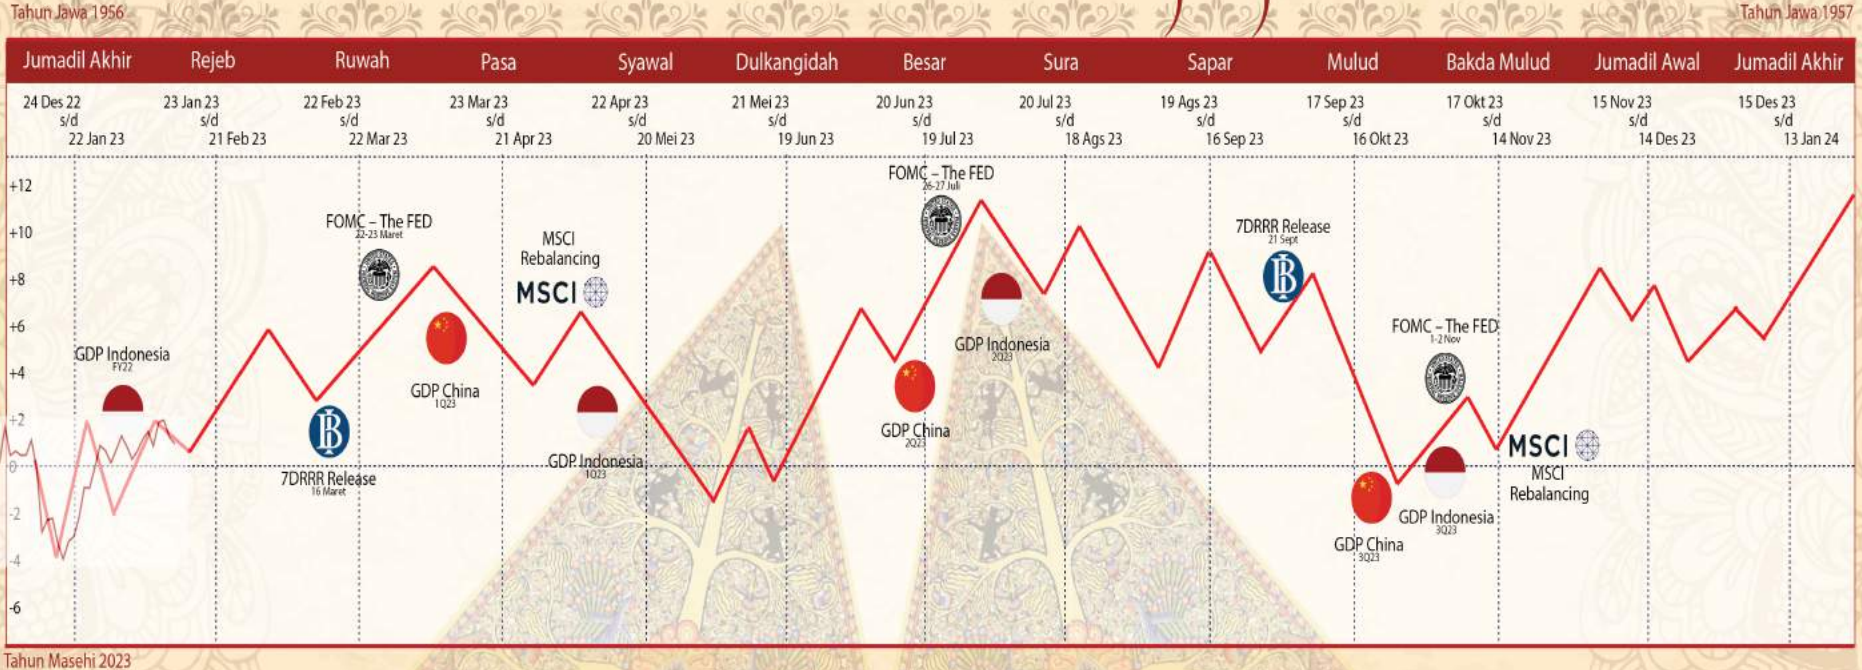 Tahun Jawa 1956
Tahun Jawa 1957
Jumadil Akhir Rejeb Ruwah Pasa Syawal Dulkangidah Besar Sura Sapar Mulud Bakda Mulud Jumadil Awal Jumadil Akhir
24 Des 22 23 Jan 23 22 Feb 23 23 Mar 23 22 Apr 23 21 Mei 23 20 Jun 23 20 Jul 23 19 Ags 23 17 Sep 23 17 Okt 23 15 Nov 23 15 Des 23
s/d s/d s/d s/d s/d s/d s/d s/d s/d s/d s/d s/d s/d
22 Jan 23 21 Feb 23 22 Mar 23 21 Apr 23 20 Mei 23 19 Jun 23 19 Jul 23 18 Ags 23 16 Sep 23 16 Okt 23 14 Nov 23 14 Des 23 13 Jan 24
+12
+10
+8
+6
+4
+2
0
-2
-4
-6
GDP Indonesia
FY22
7DRRR Release
16 Maret
FOMC – The FED
22-23 Maret
GDP China
1Q23
MSCI
Rebalancing
MSCI
GDP Indonesia
1Q23
FOMC – The FED
26-27 Juli
GDP China
2Q23
GDP Indonesia
2Q23
7DRRR Release
21 Sept
GDP China
3Q23
FOMC – The FED
1-2 Nov
GDP Indonesia
3Q23
MSCI
MSCI
Rebalancing
Tahun Masehi 2023